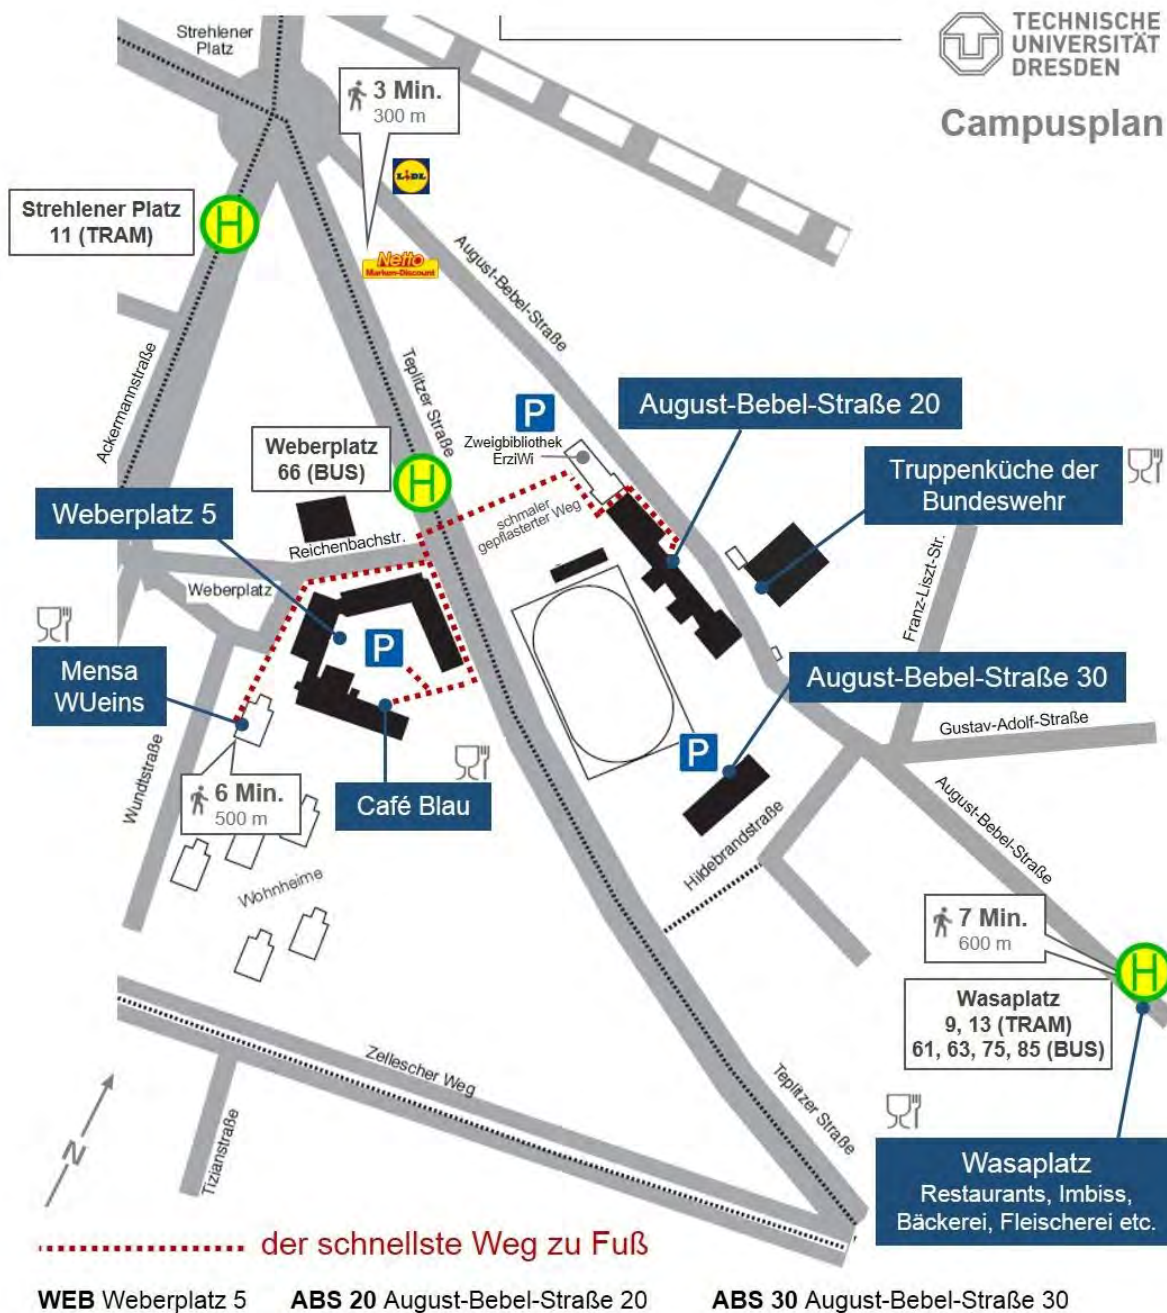 TECHNISCHE
UNIVERSITÄT
DRESDEN
Campusplan
Strehlener
Platz
3 Min.
300 m
LIDL
Strehlener Platz
11 (TRAM)
H
Netto
Marken-Discount
August-Bebel-Straße
Ackermannstraße
Teplitzer Straße
P
August-Bebel-Straße 20
Zweigbibliothek
ErziWi
Weberplatz
66 (BUS)
H
Truppenküche der
Bundeswehr
Weberplatz 5
schmaler
gepflasterter Weg
Reichenbachstr.
Franz-Liszt-Str.
Weberplatz
P
Mensa
WUeins
August-Bebel-Straße 30
Gustav-Adolf-Straße
P
Wundtstraße
6 Min.
500 m
Café Blau
August-Bebel-Straße
Hildebrandstraße
Wohnheime
7 Min.
600 m
H
Wasaplatz
9, 13 (TRAM)
61, 63, 75, 85 (BUS)
Zellescher Weg
Teplitzer Straße
N
Tizianstraße
Wasaplatz
Restaurants, Imbiss,
Bäckerei, Fleischerei etc.
der schnellste Weg zu Fuß
WEB Weberplatz 5 ABS 20 August-Bebel-Straße 20 ABS 30 August-Bebel-Straße 30